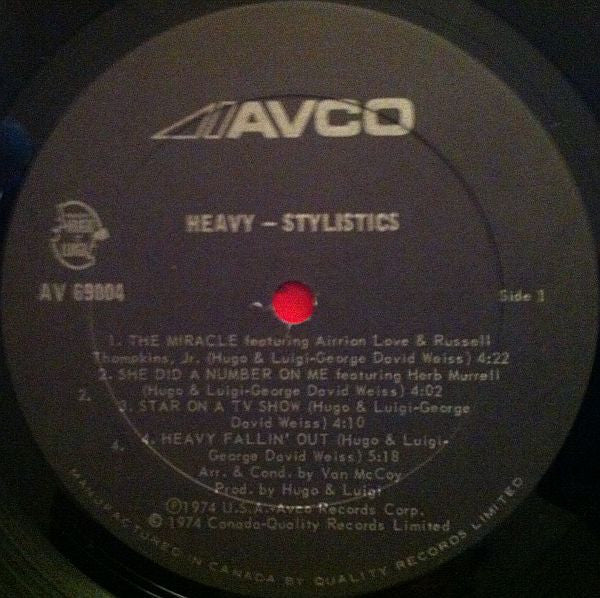 AVCO
HEAVY – STYLISTICS
AV 69004
Side 1
1. THE MIRACLE featuring Airrion Love & Russell
Thompkins, Jr. (Hugo & Luigi-George David Weiss) 4:22
2. SHE DID A NUMBER ON ME featuring Herb Murrell
(Hugo & Luigi-George David Weiss) 4:02
2.
3. STAR ON A TV SHOW (Hugo & Luigi-George
David Weiss) 4:10
4. 4. HEAVY FALLIN' OUT (Hugo & Luigi-
George David Weiss) 5:18
Arr. & Cond. by Van McCoy
Prod. by Hugo & Luigi
Ⓟ1974 U.S.A.-Avco Records Corp.
© 1974 Canada-Quality Records Limited
MANUFACTURED IN CANADA BY QUALITY RECORDS LIMITED